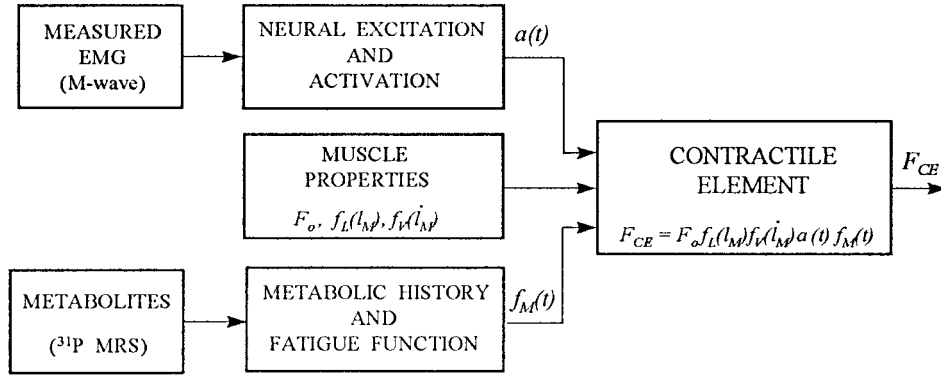 MEASURED
EMG
(M-wave)
NEURAL EXCITATION
AND
ACTIVATION
a(t)
MUSCLE
PROPERTIES
F_o, f_L(l_M), f_V(l̇_M)
METABOLITES
(³¹P MRS)
METABOLIC HISTORY
AND
FATIGUE FUNCTION
f_M(t)
CONTRACTILE
ELEMENT
F_CE = F_o f_L(l_M) f_V(l̇_M) a(t) f_M(t)
F_CE